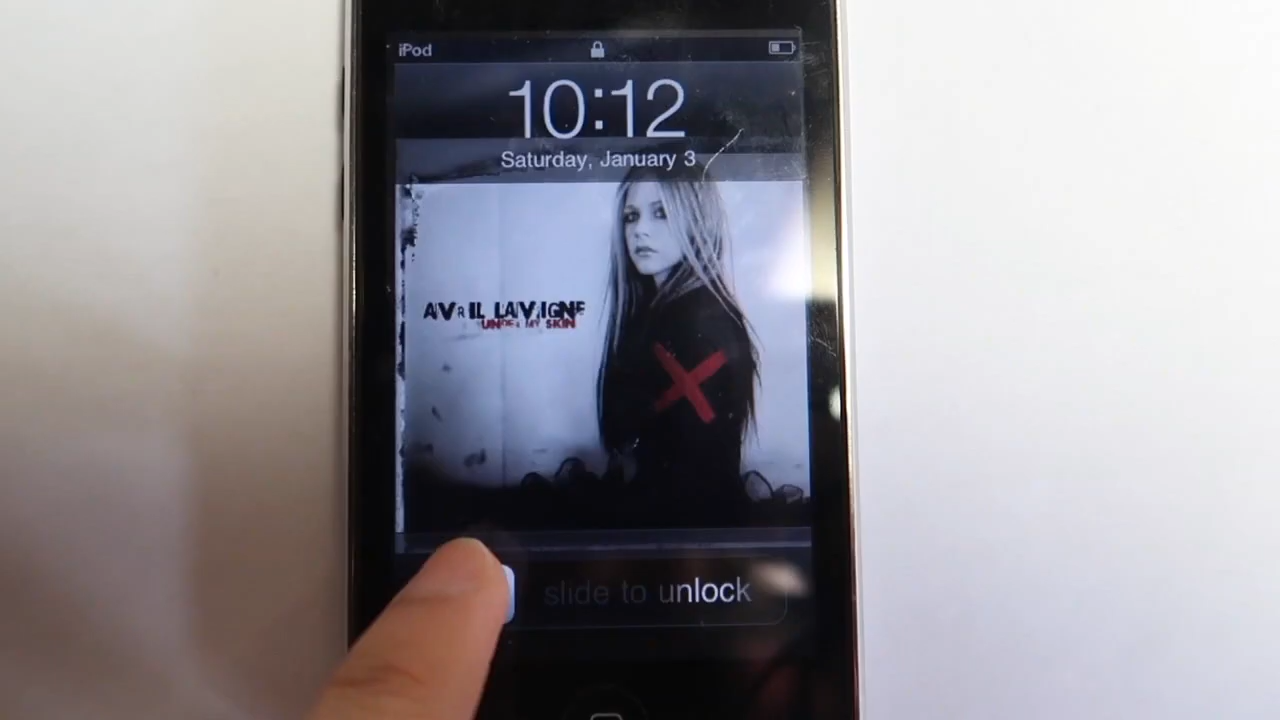 iPod
10:12
Saturday, January 3
AVRIL LAVIGNE
UNDER MY SKIN
slide to unlock